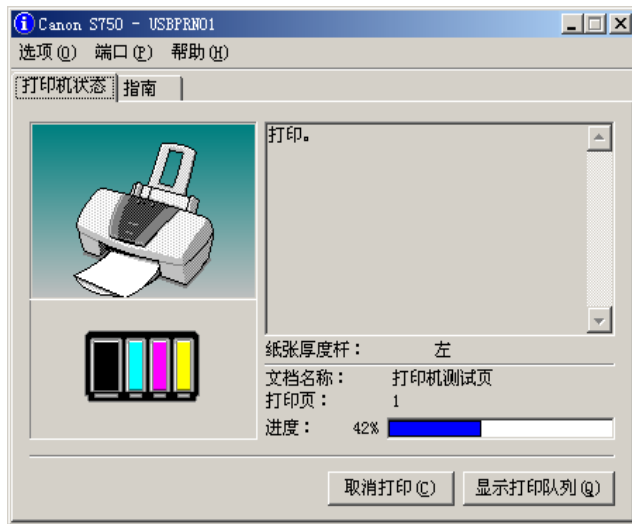 Canon S750 - USBPRN01
选项(O) 端口(P) 帮助(H)
打印机状态 指南
打印。
纸张厚度杆： 左
文档名称： 打印机测试页
打印页： 1
进度： 42%
取消打印(C) 显示打印队列(Q)